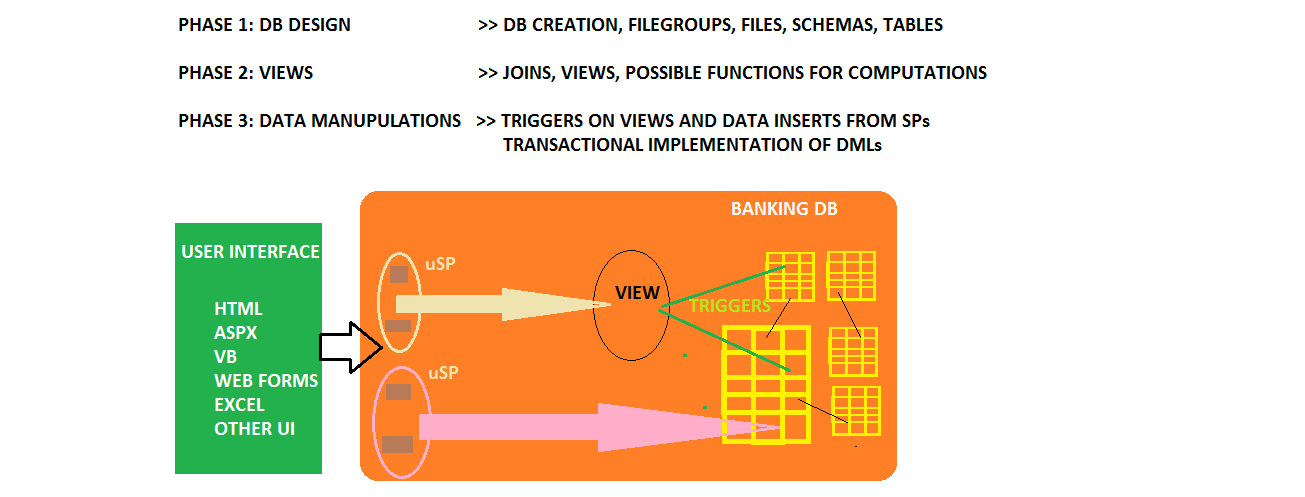 PHASE 1: DB DESIGN >> DB CREATION, FILEGROUPS, FILES, SCHEMAS, TABLES
PHASE 2: VIEWS >> JOINS, VIEWS, POSSIBLE FUNCTIONS FOR COMPUTATIONS
PHASE 3: DATA MANUPULATIONS >> TRIGGERS ON VIEWS AND DATA INSERTS FROM SPs
TRANSACTIONAL IMPLEMENTATION OF DMLs
BANKING DB
USER INTERFACE
HTML
ASPX
VB
WEB FORMS
EXCEL
OTHER UI
uSP
VIEW
TRIGGERS
uSP